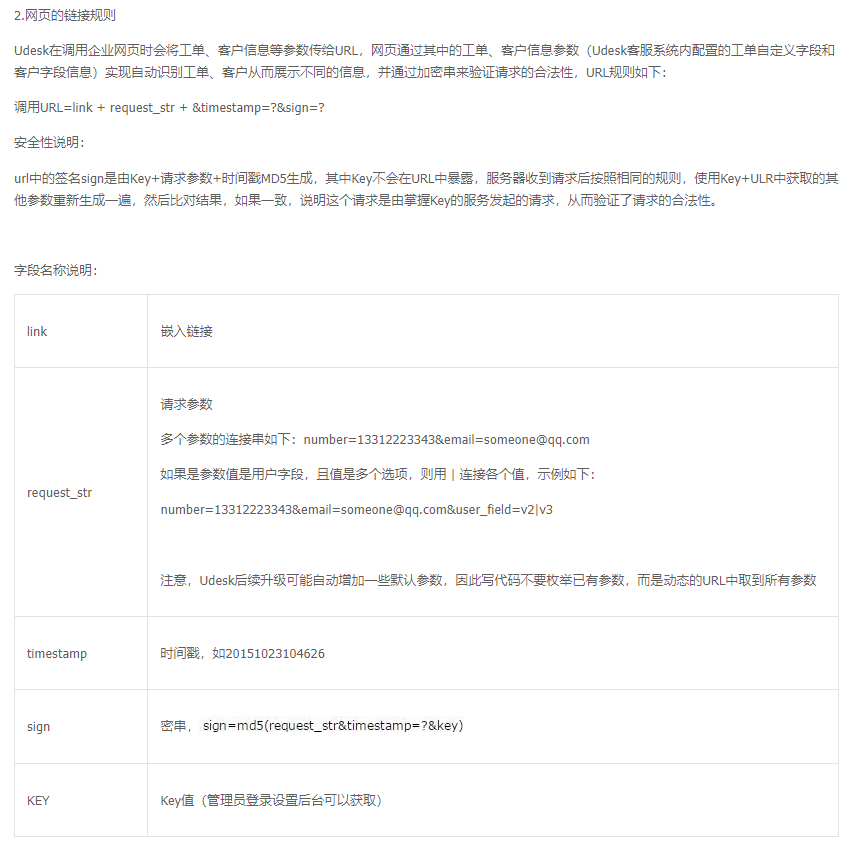 2.网页的链接规则
Udesk在调用企业网页时会将工单、客户信息等参数传给URL，网页通过其中的工单、客户信息参数（Udesk客服系统内配置的工单自定义字段和
客户字段信息）实现自动识别工单、客户从而展示不同的信息，并通过加密串来验证请求的合法性，URL规则如下：
调用URL=link + request_str + &timestamp=?&sign=?
安全性说明：
url中的签名sign是由Key+请求参数+时间戳MD5生成，其中Key不会在URL中暴露，服务器收到请求后按照相同的规则，使用Key+ULR中获取的其
他参数重新生成一遍，然后比对结果，如果一致，说明这个请求是由掌握Key的服务发起的请求，从而验证了请求的合法性。
字段名称说明：
link
嵌入链接
request_str
请求参数
多个参数的连接串如下：number=13312223343&email=someone@qq.com
如果是参数值是用户字段，且值是多个选项，则用 | 连接各个值，示例如下：
number=13312223343&email=someone@qq.com&user_field=v2|v3
注意，Udesk后续升级可能自动增加一些默认参数，因此写代码不要枚举已有参数，而是动态的URL中取到所有参数
timestamp
时间戳，如20151023104626
sign
密串， sign=md5(request_str&timestamp=?&key)
KEY
Key值（管理员登录设置后台可以获取）